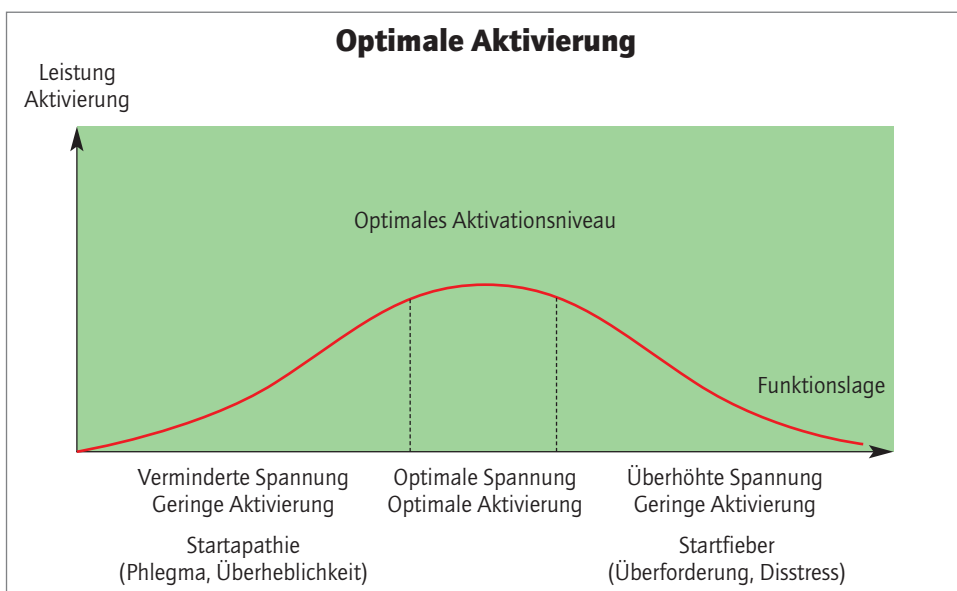 Optimale Aktivierung
Leistung
Aktivierung
Optimales Aktivationsniveau
Funktionslage
Verminderte Spannung
Geringe Aktivierung
Optimale Spannung
Optimale Aktivierung
Überhöhte Spannung
Geringe Aktivierung
Startapathie
(Phlegma, Überheblichkeit)
Startfieber
(Überforderung, Disstress)